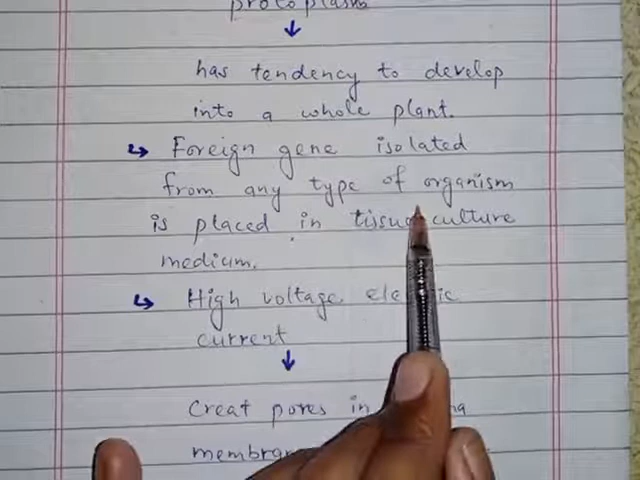 protoplasm
↓
has tendency to develop
into a whole plant.
↳ Foreign gene isolated
from any type of organism
is placed in tissue culture
medium.
↳ High voltage
current
↓
Creat pores in